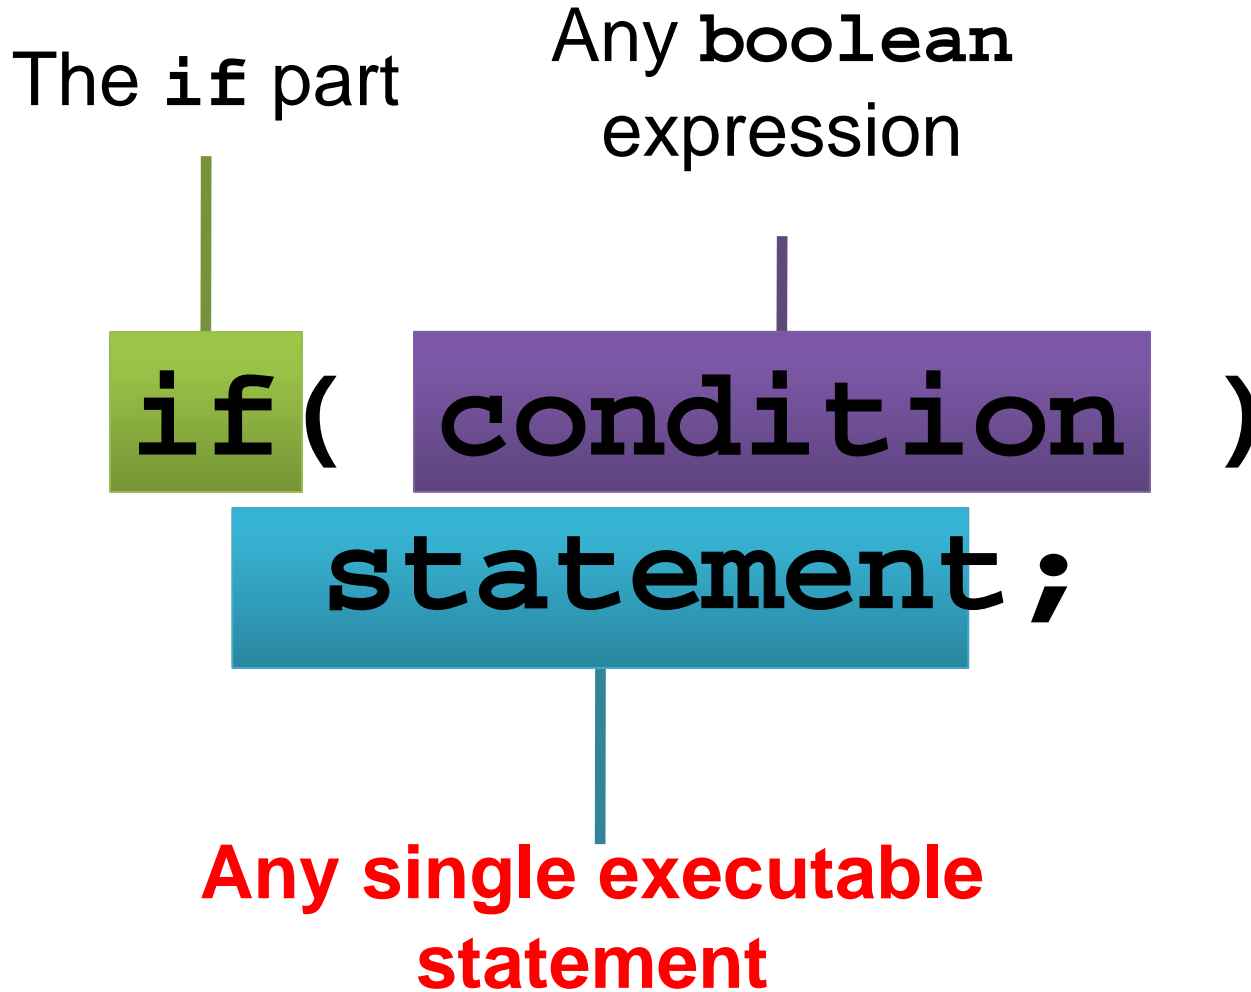 The if part
Any boolean
expression
if( condition )
statement;
Any single executable
statement